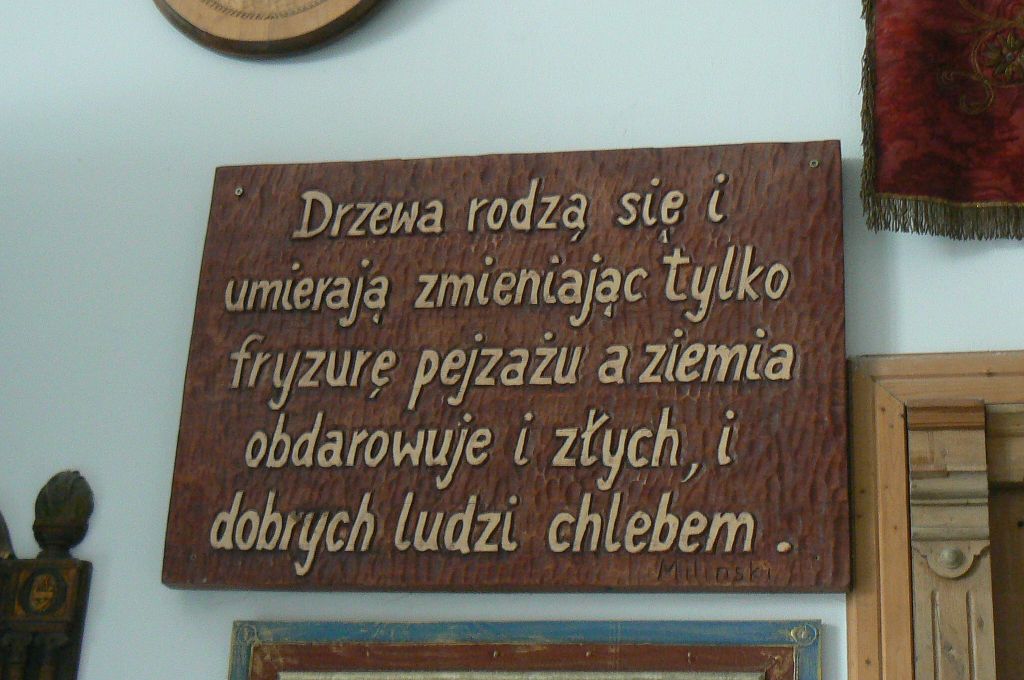 Drzewa rodzą się i
umierają zmieniając tylko
fryzurę pejzażu a ziemia
obdarowuje i złych, i
dobrych ludzi chlebem.
Milinski